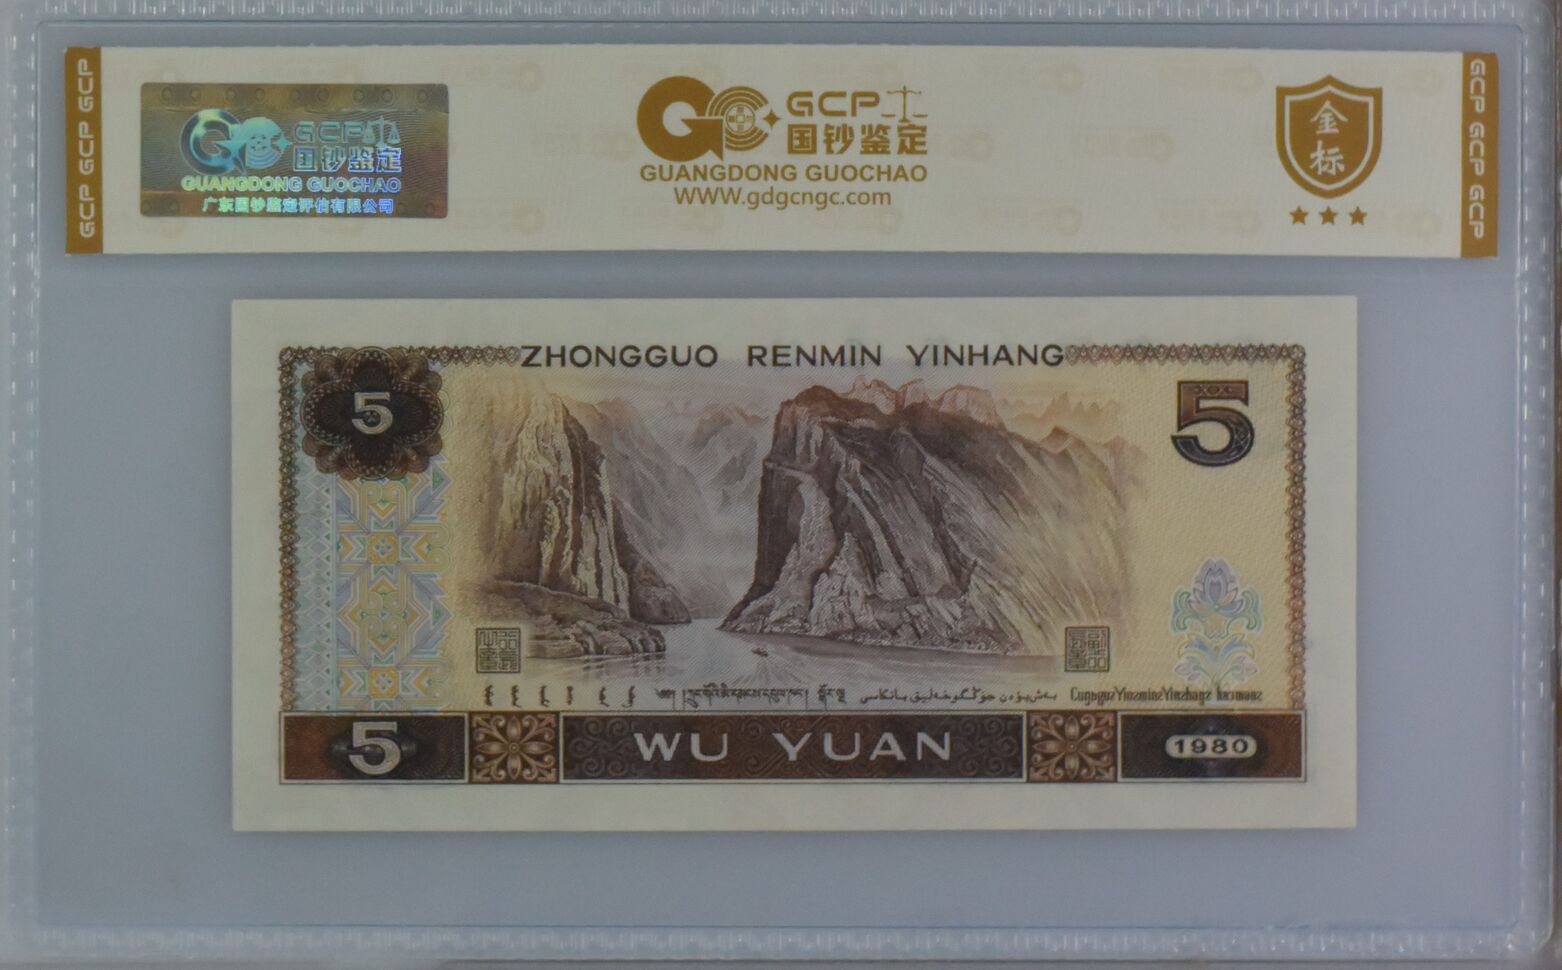 GCP GCP GCP
GCP
国钞鉴定
GUANGDONG GUOCHAO
广东国钞鉴定评估有限公司
GCP
国钞鉴定
GUANGDONG GUOCHAO
WWW.gdgcngc.com
金标
GCP GCP GCP
ZHONGGUO RENMIN YINHANG
5
5
5
WU YUAN
1980